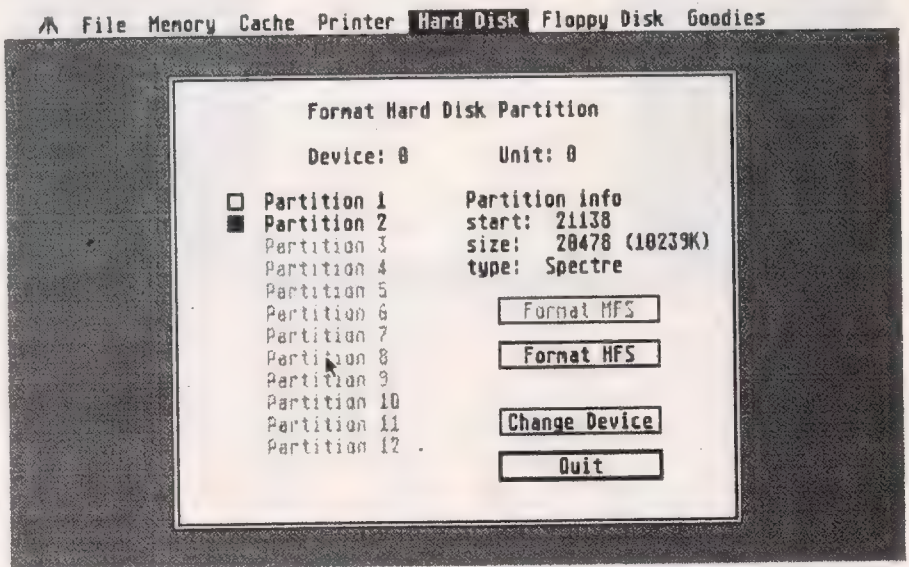 File Memory Cache Printer Hard Disk Floppy Disk Goodies
Format Hard Disk Partition
Device: 0 Unit: 0
Partition 1
Partition 2
Partition 3
Partition 4
Partition 5
Partition 6
Partition 7
Partition 8
Partition 9
Partition 10
Partition 11
Partition 12
Partition info
start: 21138
size: 20478 (10239K)
type: Spectre
Format MFS
Format HFS
Change Device
Quit